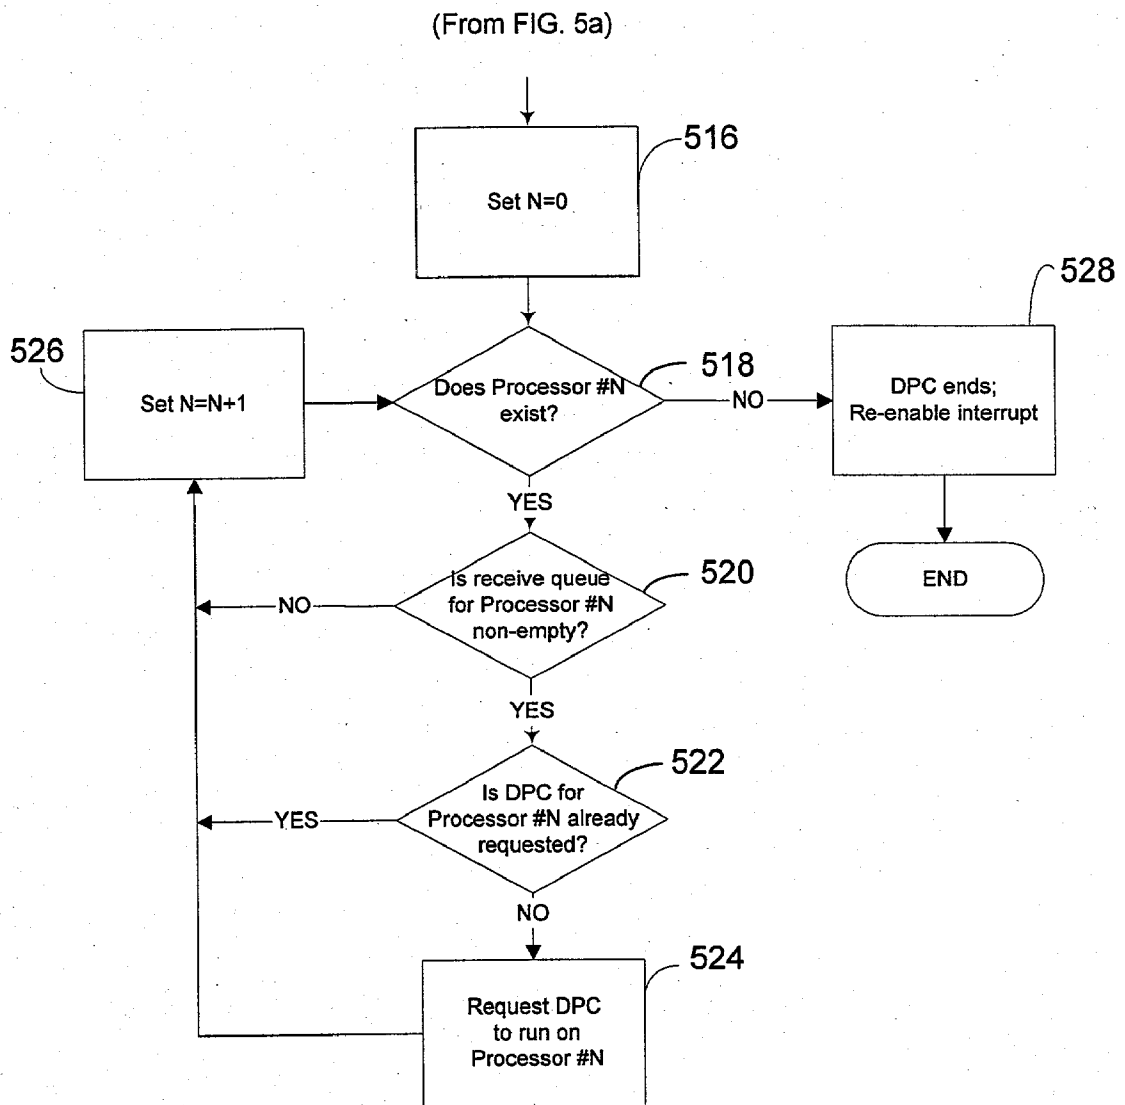 (From FIG. 5a)
516
Set N=0
528
526
518
Set N=N+1
Does Processor #N
exist?
NO
DPC ends;
Re-enable interrupt
YES
520
Is receive queue
for Processor #N
non-empty?
NO
END
YES
522
Is DPC for
Processor #N already
requested?
YES
NO
524
Request DPC
to run on
Processor #N